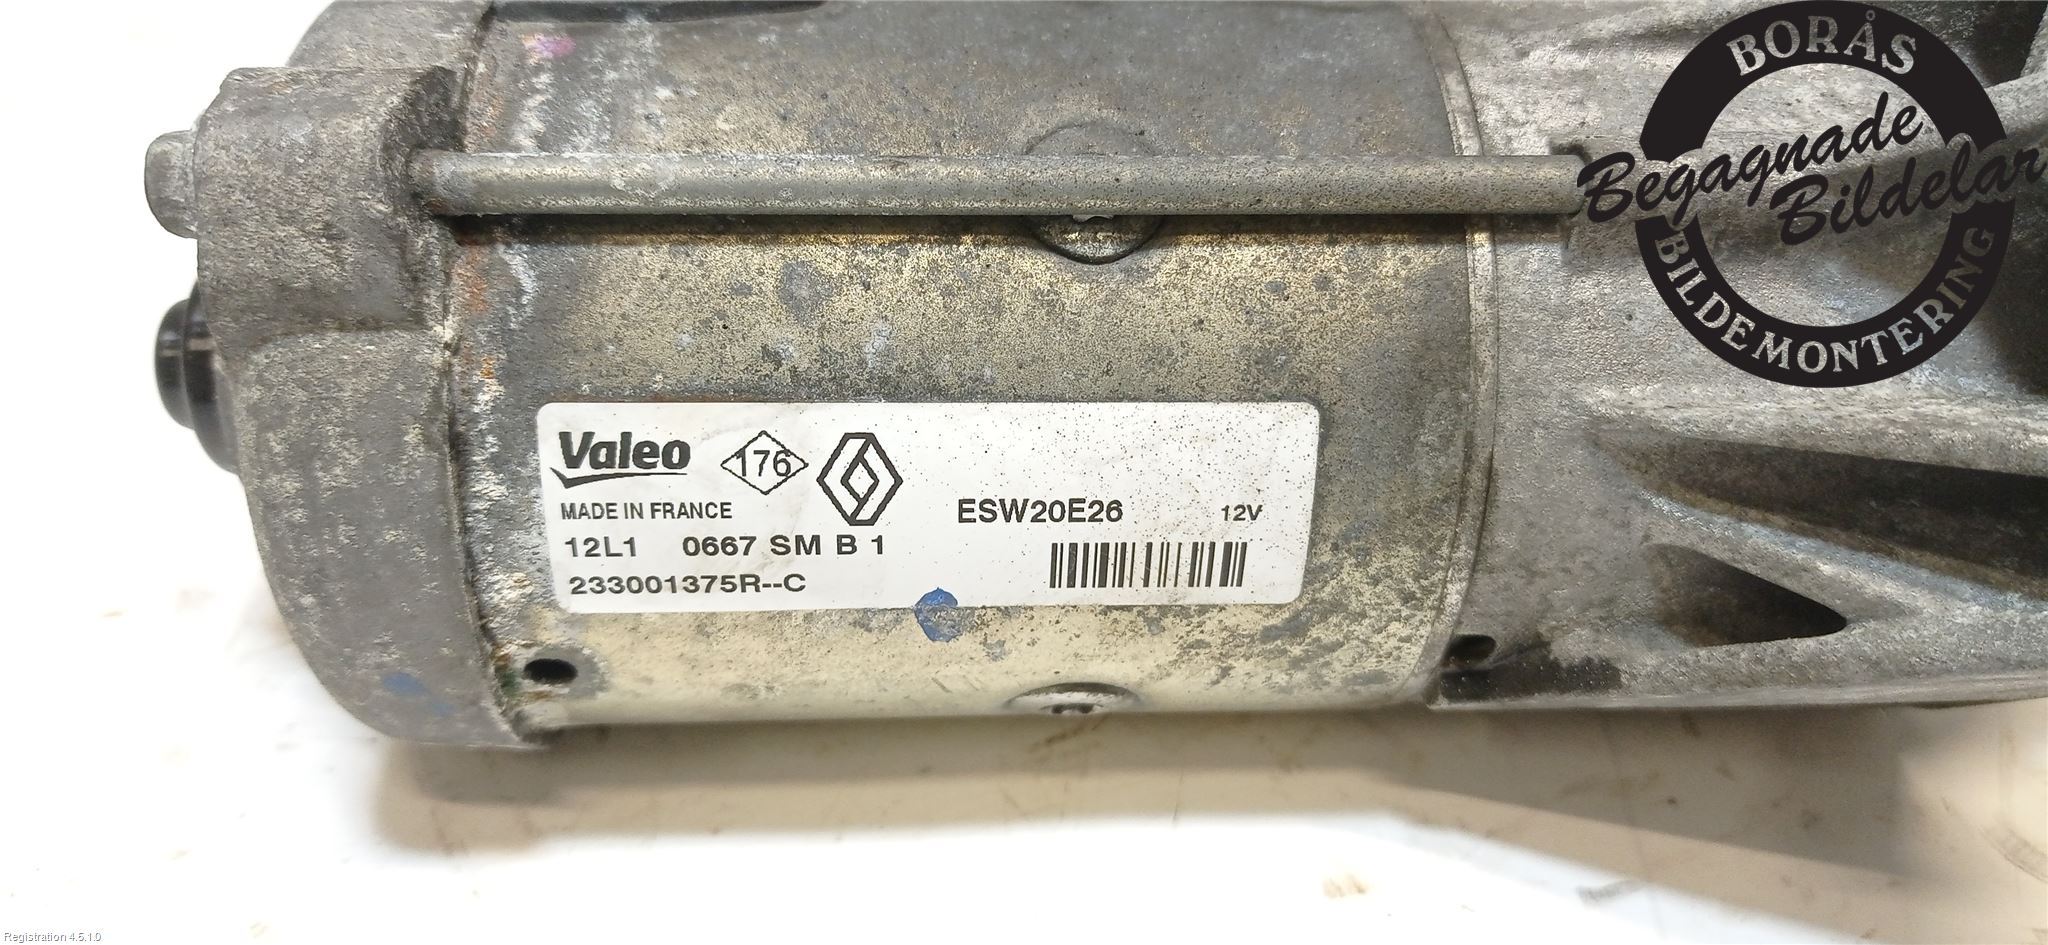 BORÅS
Begagnade
Bildelar
BILDEMONTERING
Valeo
176
MADE IN FRANCE
ESW20E26
12V
12L1 0667 SM B 1
233001375R--C
Registration 4.5.1.0